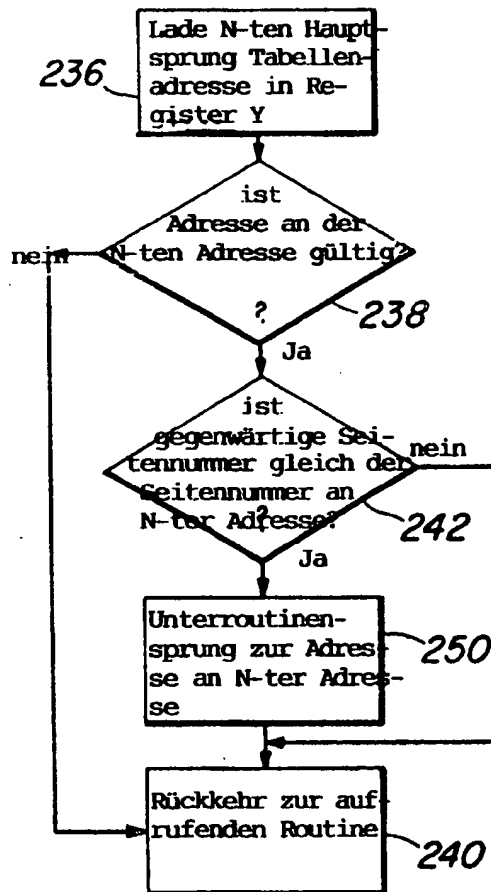 Lade N-ten Haupt-
sprung Tabellen-
adresse in Re-
gister Y
236
ist
Adresse an der
N-ten Adresse gültig?
?
nein
238
Ja
ist
gegenwärtige Sei-
tennummer gleich der
Seitennummer an
N-ter Adresse?
?
nein
242
Ja
Unterroutinen-
sprung zur Adres-
se an N-ter Adres-
se
250
Rückkehr zur auf-
rufenden Routine
240